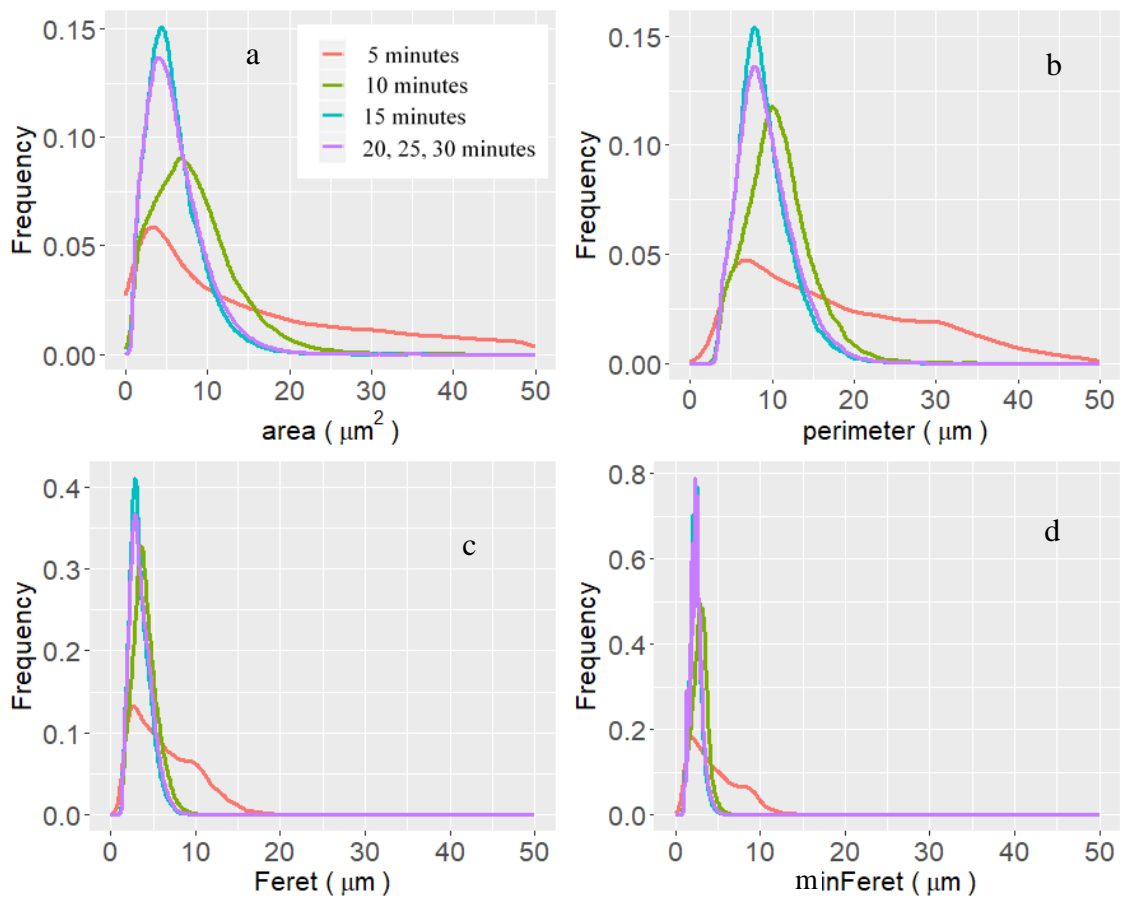 0.15
0.10
0.05
0.00
Frequency
a
5 minutes
10 minutes
15 minutes
20, 25, 30 minutes
0 10 20 30 40 50
area ( μm²)
0.15
0.10
0.05
0.00
Frequency
b
0 10 20 30 40 50
perimeter ( μm )
0.4
0.3
0.2
0.1
0.0
Frequency
c
0 10 20 30 40 50
Feret ( μm )
0.8
0.6
0.4
0.2
0.0
Frequency
d
0 10 20 30 40 50
minFeret ( μm )